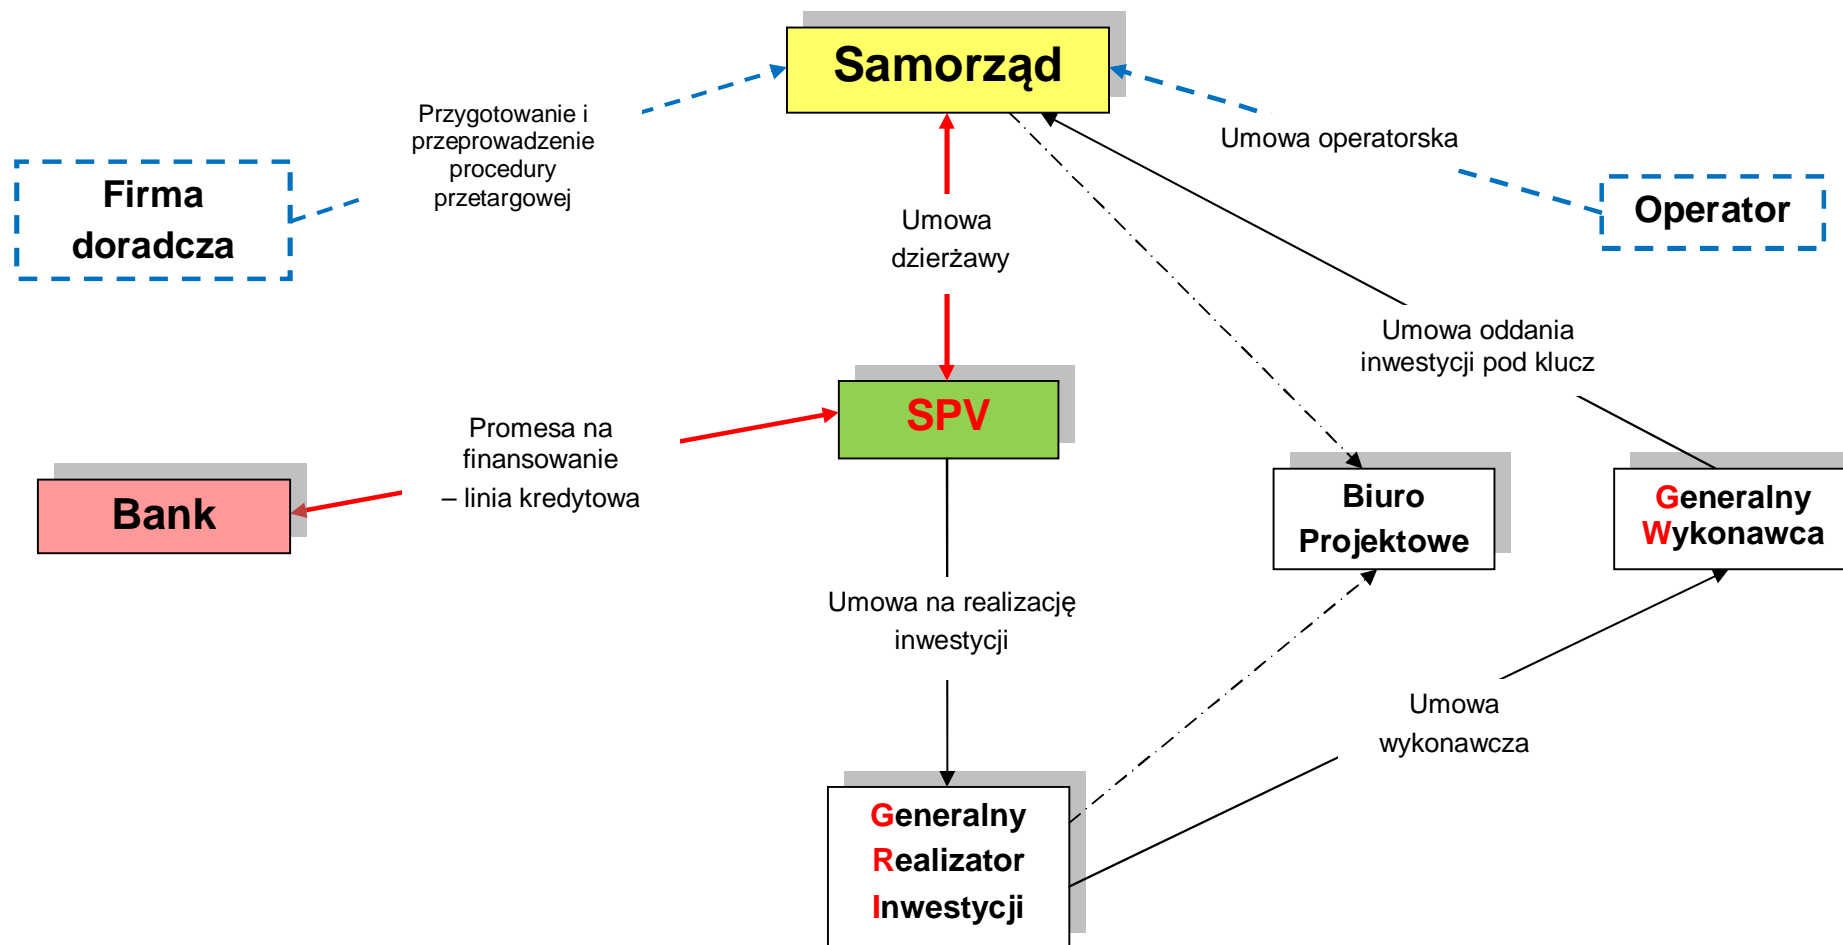 Samorząd
Przygotowanie i
przeprowadzenie
procedury
przetargowej
Umowa operatorska
Firma
doradcza
Operator
Umowa
dzierżawy
Umowa oddania
inwestycji pod klucz
SPV
Promesa na
finansowanie
– linia kredytowa
Bank
Biuro
Projektowe
Generalny
Wykonawca
Umowa na realizację
inwestycji
Umowa
wykonawcza
Generalny
Realizator
Inwestycji